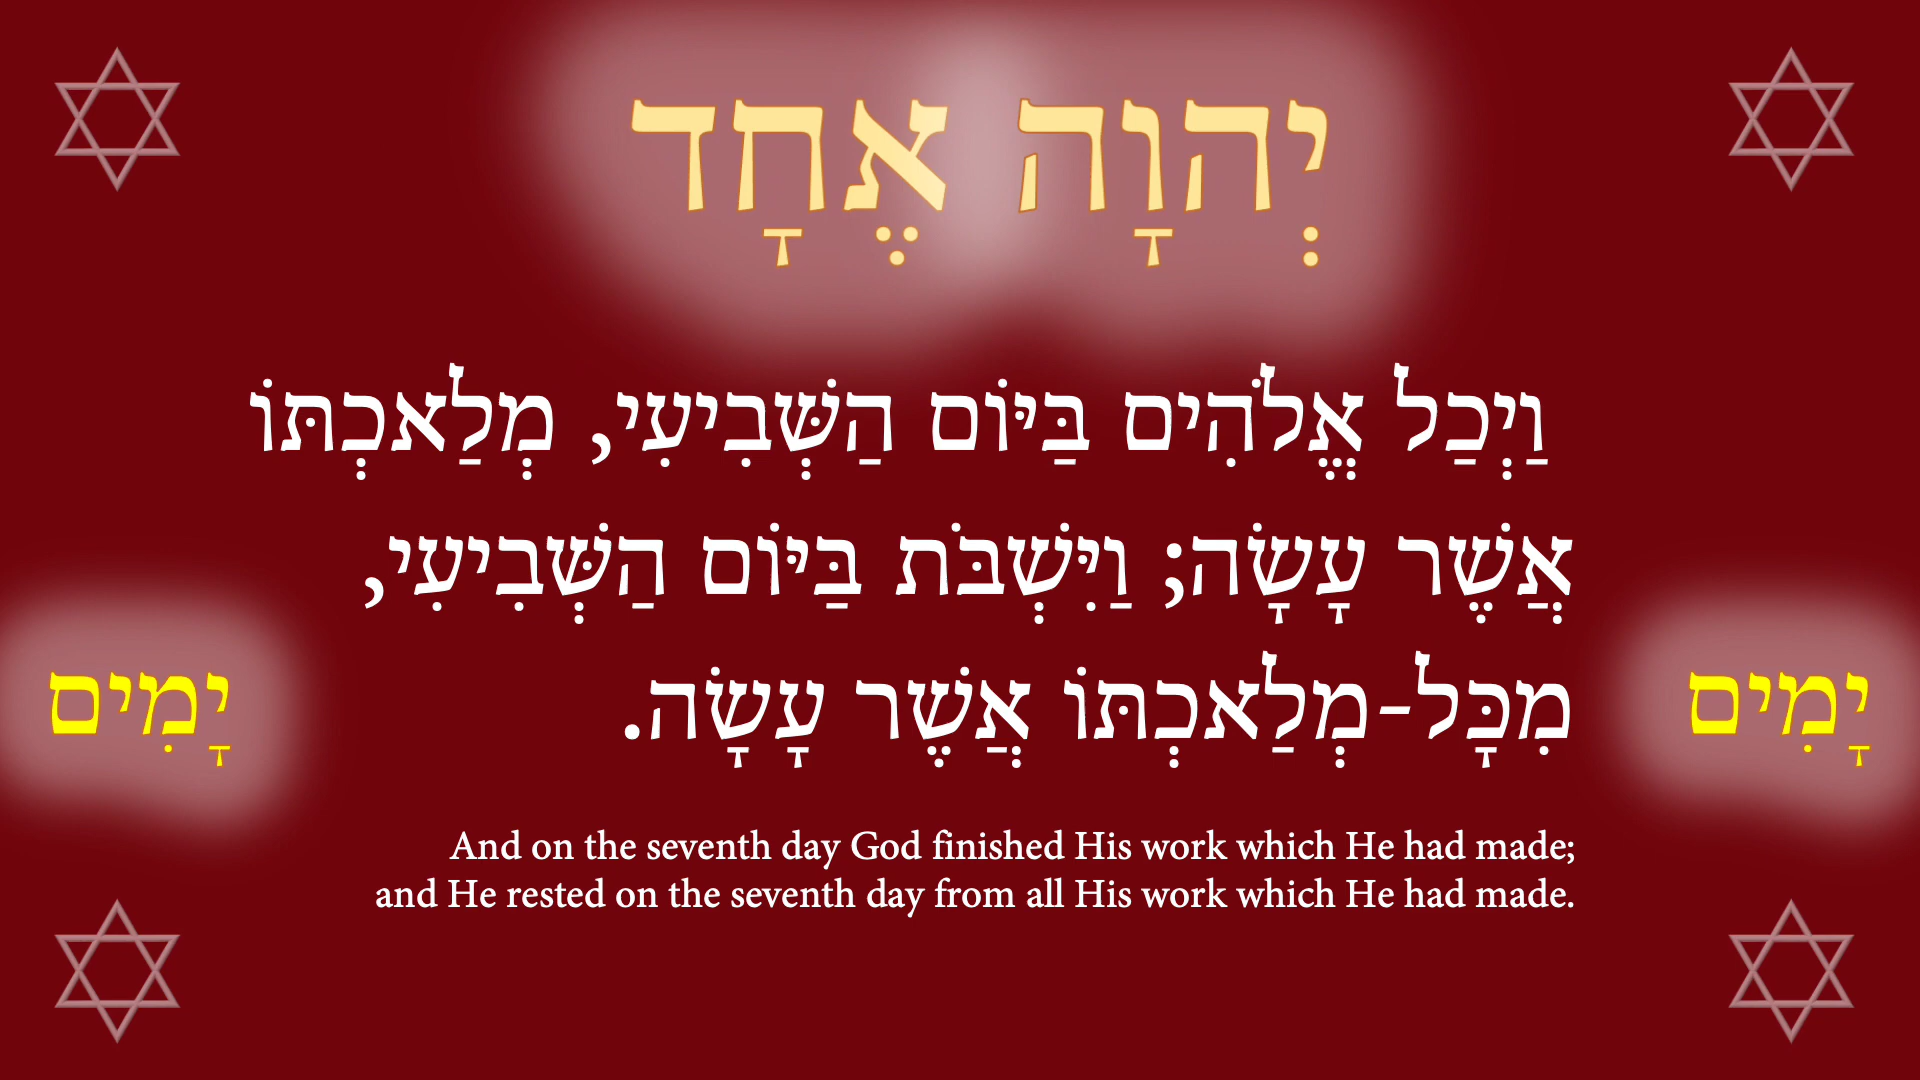 יְהוָה אֶחָד
וַיְכַל אֱלֹהִים בַּיּוֹם הַשְּׁבִיעִי, מְלַאכְתּוֹ
אֲשֶׁר עָשָׂה; וַיִּשְׁבֹּת בַּיּוֹם הַשְּׁבִיעִי,
מִכָּל-מְלַאכְתּוֹ אֲשֶׁר עָשָׂה.
יָמִים
יָמִים
And on the seventh day God finished His work which He had made;
and He rested on the seventh day from all His work which He had made.